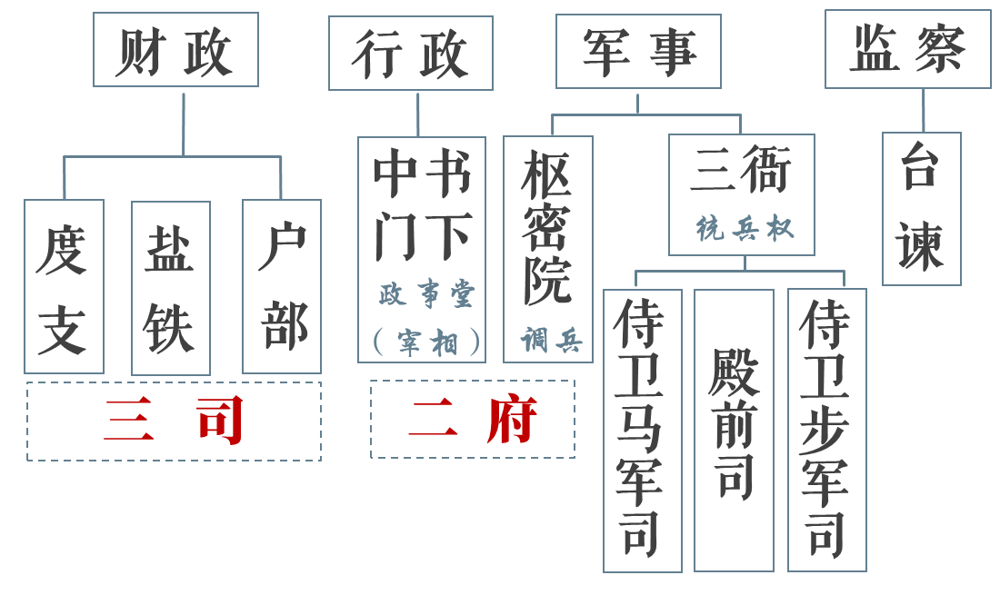 财政
行政
军事
监察
度支
盐铁
户部
三司
中书
门下
政事堂
（宰相）
枢密院
调兵
二府
三衙
统兵权
侍卫马军司
殿前司
侍卫步军司
台谏